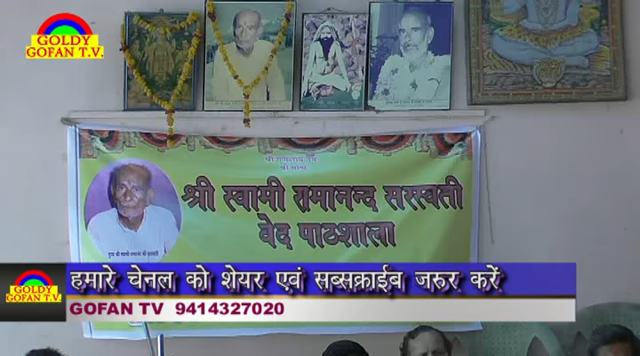 GOLDY
GOFAN T.V.
श्री स्वामी रामानन्द सरस्वती
वेद पाठशाला
GOLDY
GOFAN T.V.
हमारे चेनल को शेयर एवं सब्सक्राईब जरुर करें
GOFAN TV 9414327020